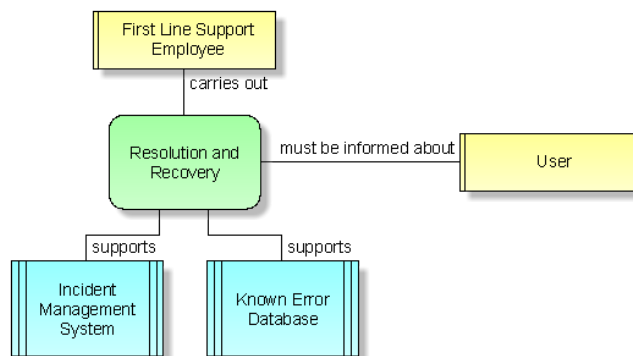 First Line Support
Employee
carries out
Resolution and
Recovery
must be informed about
User
supports
supports
Incident
Management
System
Known Error
Database